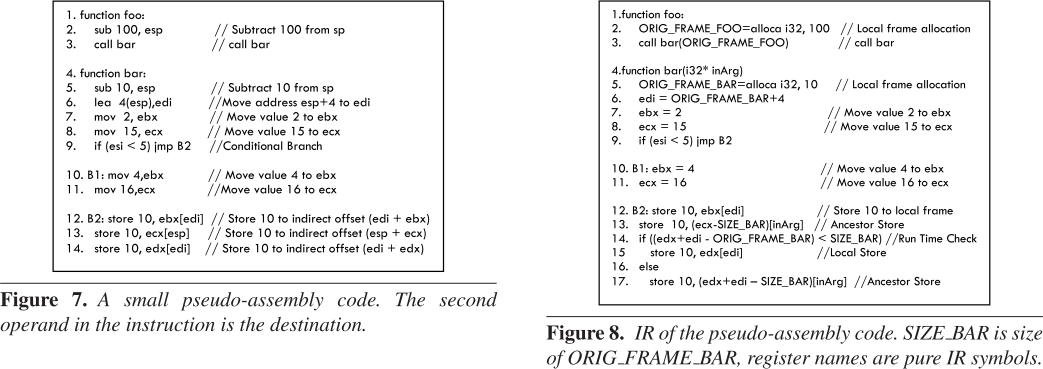 1. function foo:
2. sub 100, esp // Subtract 100 from sp
3. call bar // call bar
4. function bar:
5. sub 10, esp // Subtract 10 from sp
6. lea 4(esp),edi //Move address esp+4 to edi
7. mov 2, ebx // Move value 2 to ebx
8. mov 15, ecx // Move value 15 to ecx
9. if (esi < 5) jmp B2 //Conditional Branch
10. B1: mov 4,ebx // Move value 4 to ebx
11. mov 16,ecx //Move value 16 to ecx
12. B2: store 10, ebx[edi] // Store 10 to indirect offset (edi + ebx)
13. store 10, ecx[esp] // Store 10 to indirect offset (esp + ecx)
14. store 10, edx[edi] // Store 10 to indirect offset (edi + edx)
Figure 7. A small pseudo-assembly code. The second
operand in the instruction is the destination.
1.function foo:
2. ORIG_FRAME_FOO=alloca i32, 100 // Local frame allocation
3. call bar(ORIG_FRAME_FOO) // call bar
4.function bar(i32* inArg)
5. ORIG_FRAME_BAR=alloca i32, 10 // Local frame allocation
6. edi = ORIG_FRAME_BAR+4
7. ebx = 2 // Move value 2 to ebx
8. ecx = 15 // Move value 15 to ecx
9. if (esi < 5) jmp B2
10. B1: ebx = 4 // Move value 4 to ebx
11. ecx = 16 // Move value 16 to ecx
12. B2: store 10, ebx[edi] // Store 10 to local frame
13. store 10, (ecx-SIZE_BAR)[inArg] // Ancestor Store
14. if ((edx+edi - ORIG_FRAME_BAR) < SIZE_BAR) //Run Time Check
15 store 10, edx[edi] //Local Store
16. else
17. store 10, (edx+edi – SIZE_BAR)[inArg] //Ancestor Store
Figure 8. IR of the pseudo-assembly code. SIZE_BAR is size
of ORIG_FRAME_BAR, register names are pure IR symbols.